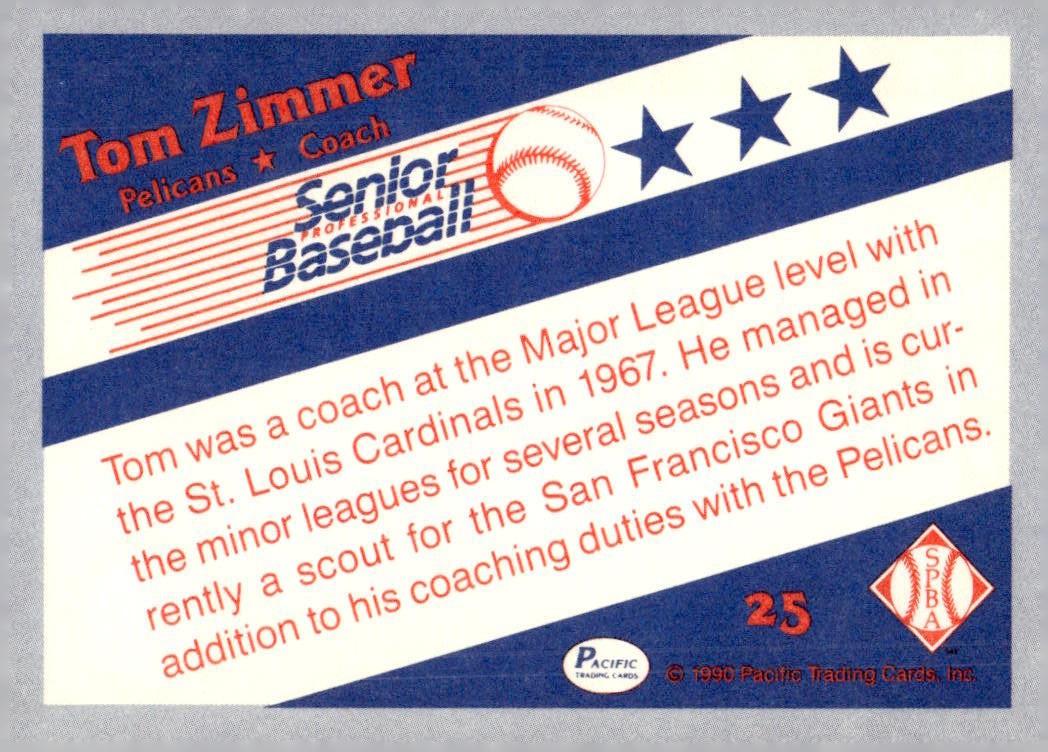 Tom Zimmer
Pelicans ★ Coach
Senior
PROFESSIONAL
Baseball
Tom was a coach at the Major League level with
the St. Louis Cardinals in 1967. He managed in
the minor leagues for several seasons and is cur-
rently a scout for the San Francisco Giants in
addition to his coaching duties with the Pelicans.
25
SPBA
PACIFIC
TRADING CARDS
© 1990 Pacific Trading Cards, Inc.